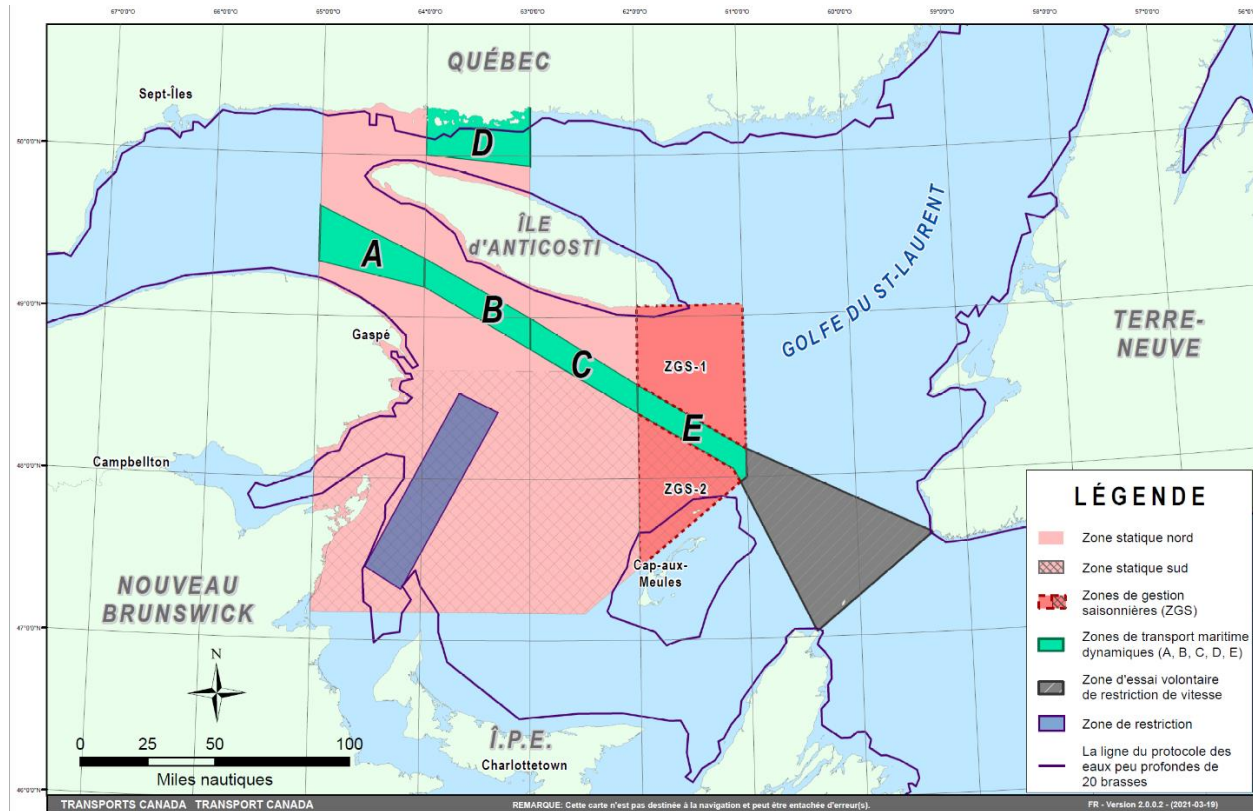 67°0'0"O
66°0'0"O
65°0'0"O
64°0'0"O
63°0'0"O
62°0'0"O
61°0'0"O
60°0'0"O
59°0'0"O
58°0'0"O
57°0'0"O
50°0'0"N
49°0'0"N
48°0'0"N
47°0'0"N
46°0'0"N
QUÉBEC
Sept-Îles
D
ÎLE
d'ANTICOSTI
A
B
C
E
GOLFE DU ST-LAURENT
TERRE-
NEUVE
Gaspé
ZGS-1
ZGS-2
Campbellton
Cap-aux-
Meules
NOUVEAU
BRUNSWICK
N
0 25 50 100
Miles nautiques
Î.P.E.
Charlottetown
LÉGENDE
Zone statique nord
Zone statique sud
Zones de gestion
saisonnières (ZGS)
Zones de transport maritime
dynamiques (A, B, C, D, E)
Zone d'essai volontaire
de restriction de vitesse
Zone de restriction
La ligne du protocole des
eaux peu profondes de
20 brasses
TRANSPORTS CANADA TRANSPORT CANADA
REMARQUE: Cette carte n'est pas destinée à la navigation et peut être entachée d'erreur(s).
FR - Version 2.0.0.2 - (2021-03-19)